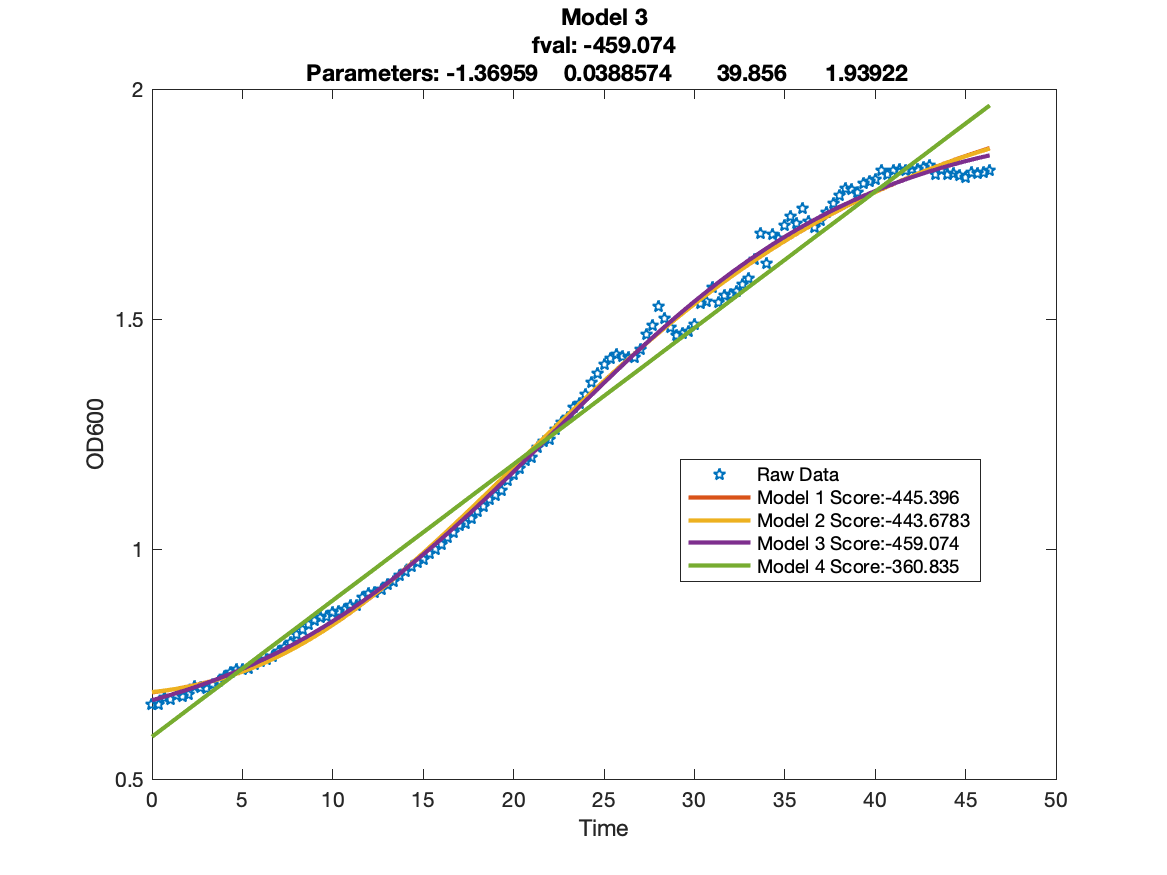 Model 3
fval: -459.074
Parameters: -1.36959 0.0388574 39.856 1.93922
2
1.5
1
0.5
OD600
Raw Data
Model 1 Score:-445.396
Model 2 Score:-443.6783
Model 3 Score:-459.074
Model 4 Score:-360.835
0 5 10 15 20 25 30 35 40 45 50
Time